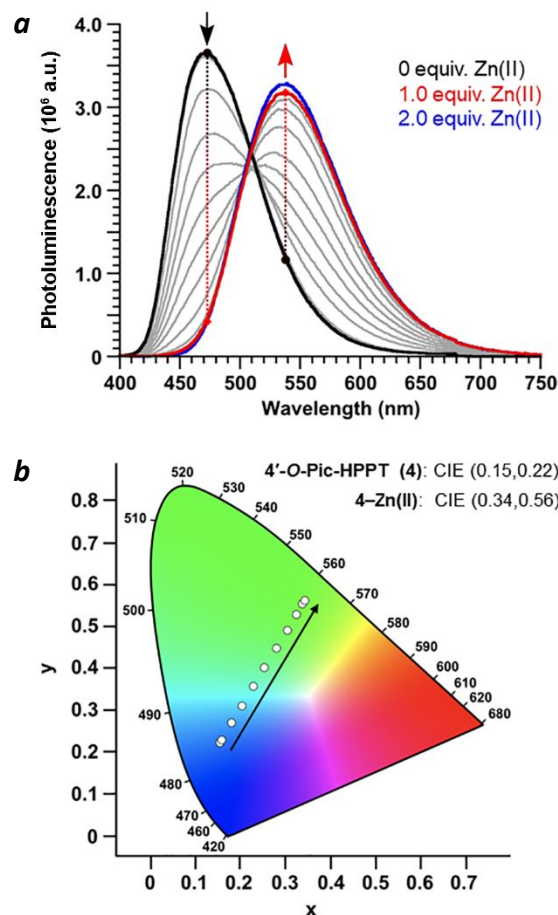 a
4.0
3.0
2.0
1.0
0
Photoluminescence (10⁶ a.u.)
0 equiv. Zn(II)
1.0 equiv. Zn(II)
2.0 equiv. Zn(II)
400 450 500 550 600 650 700 750
Wavelength (nm)
b
4′-O-Pic-HPPT (4): CIE (0.15,0.22)
4–Zn(II): CIE (0.34,0.56)
0.8
0.7
0.6
0.5
0.4
0.3
0.2
0.1
0
y
520
530
540
510
550
560
500
570
580
590
600
610
620
490
680
480
470
460
420
0 0.1 0.2 0.3 0.4 0.5 0.6 0.7
x